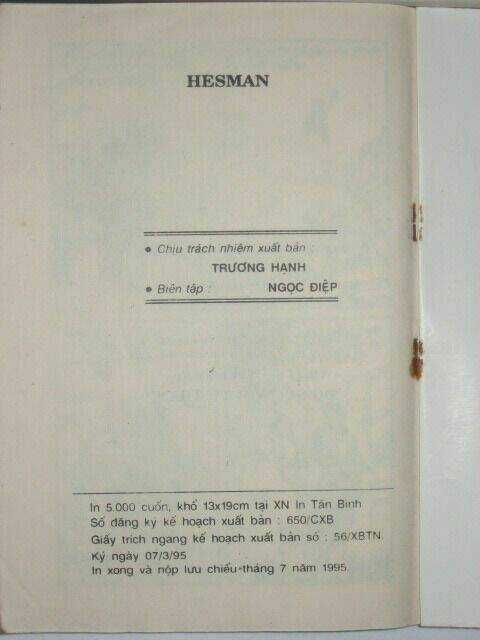 HESMAN
• Chịu trách nhiệm xuất bản :
TRƯƠNG HẠNH
• Biên tập : NGỌC ĐIỆP
In 5.000 cuốn, khổ 13x19cm tại XN In Tân Bình
Số đăng ký kế hoạch xuất bản : 650/CXB
Giấy trích ngang kế hoạch xuất bản số : 56/XBTN
Ký ngày 07/3/95
In xong và nộp lưu chiểu tháng 7 năm 1995.